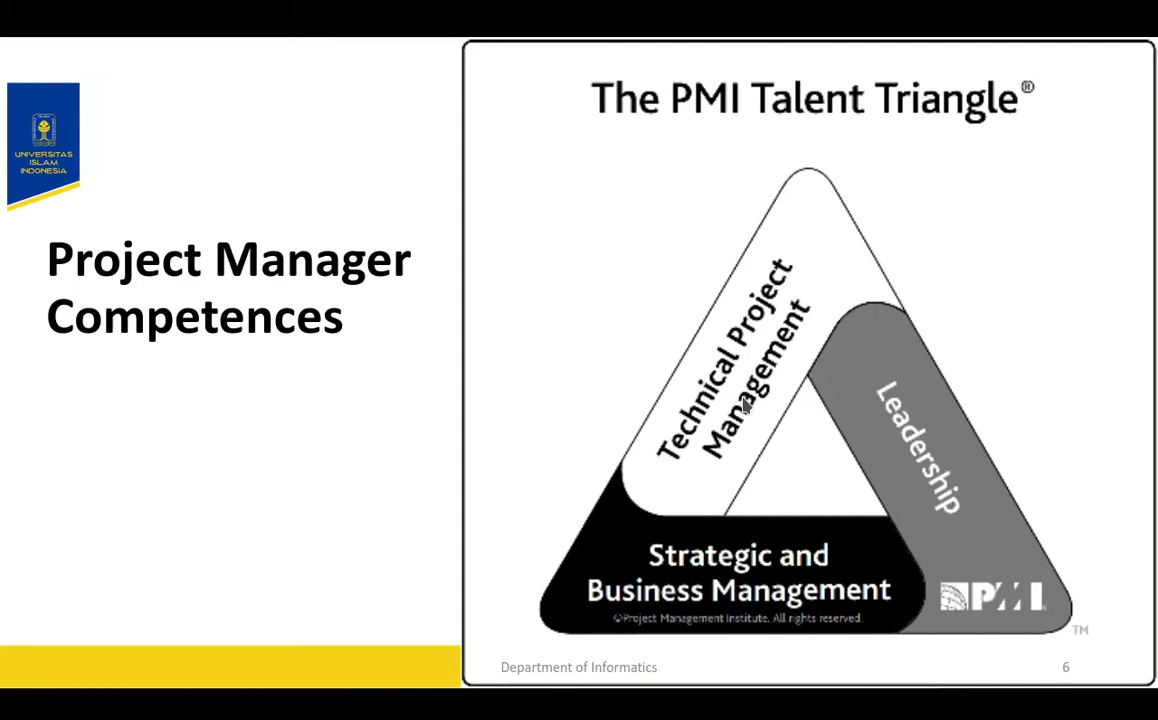 UNIVERSITAS
ISLAM
INDONESIA
Project Manager
Competences
The PMI Talent Triangle®
Technical Project
Management
Leadership
Strategic and
Business Management
©Project Management Institute. All rights reserved.
PMI
TM
Department of Informatics
6